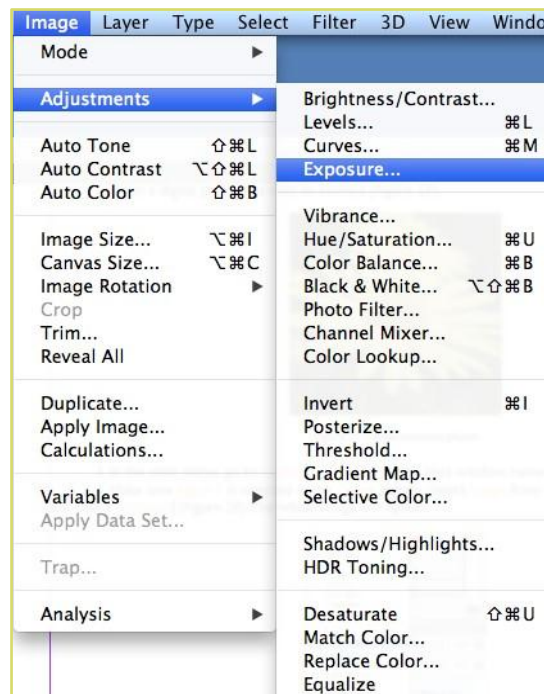 Image Layer Type Select Filter 3D View Windo
Mode ▶
Adjustments ▶
Auto Tone ⇧⌘L
Auto Contrast ⌥⇧⌘L
Auto Color ⇧⌘B
Image Size... ⌥⌘I
Canvas Size... ⌥⌘C
Image Rotation ▶
Crop
Trim...
Reveal All
Duplicate...
Apply Image...
Calculations...
Variables ▶
Apply Data Set...
Trap...
Analysis ▶
Brightness/Contrast...
Levels... ⌘L
Curves... ⌘M
Exposure...
Vibrance...
Hue/Saturation... ⌘U
Color Balance... ⌘B
Black & White... ⌥⇧⌘B
Photo Filter...
Channel Mixer...
Color Lookup...
Invert ⌘I
Posterize...
Threshold...
Gradient Map...
Selective Color...
Shadows/Highlights...
HDR Toning...
Desaturate ⇧⌘U
Match Color...
Replace Color...
Equalize